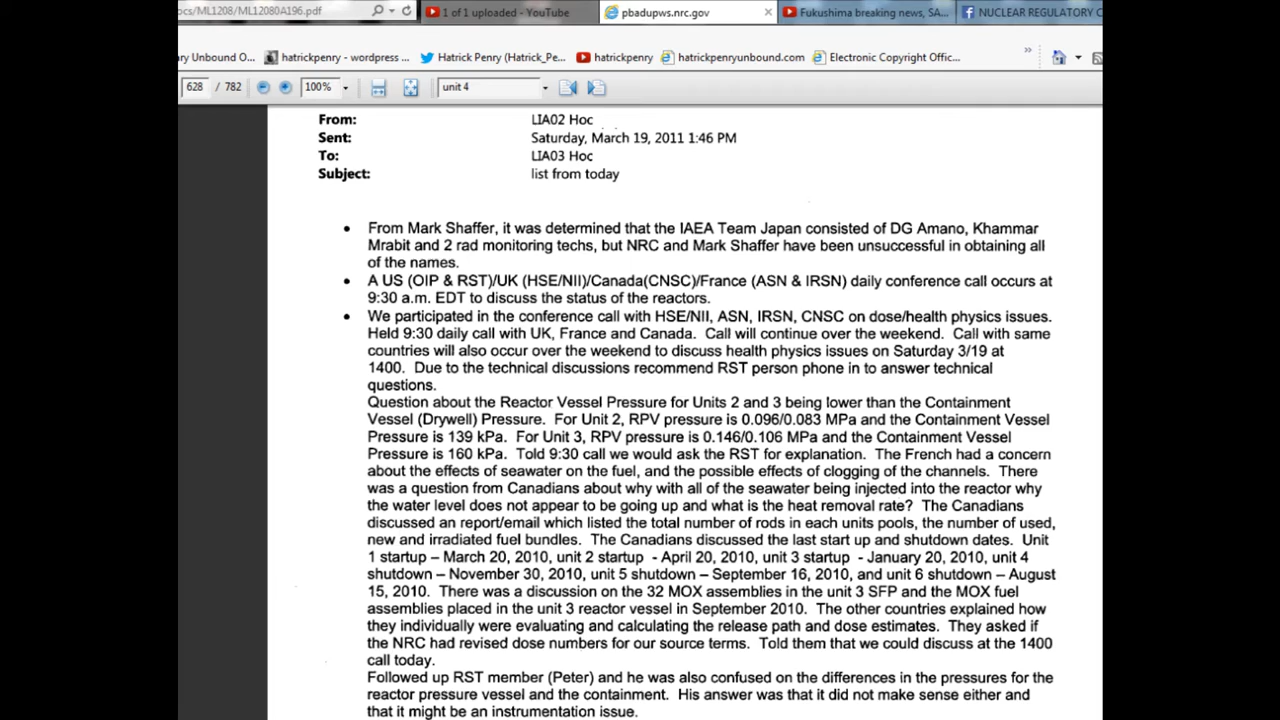 ocs/ML1208/ML12080A196.pdf
1 of 1 uploaded - YouTube
pbadupws.nrc.gov
Fukushima breaking news, SA...
NUCLEAR REGULATORY C
ary Unbound O...
hatrickpenry - wordpress ...
Hatrick Penry (Hatrick_Pe...
hatrickpenry
hatrickpenryunbound.com
Electronic Copyright Offic...
628 / 782 100% unit 4
From: LIA02 Hoc
Sent: Saturday, March 19, 2011 1:46 PM
To: LIA03 Hoc
Subject: list from today
• From Mark Shaffer, it was determined that the IAEA Team Japan consisted of DG Amano, Khammar
Mrabit and 2 rad monitoring techs, but NRC and Mark Shaffer have been unsuccessful in obtaining all
of the names.
• A US (OIP & RST)/UK (HSE/NII)/Canada(CNSC)/France (ASN & IRSN) daily conference call occurs at
9:30 a.m. EDT to discuss the status of the reactors.
• We participated in the conference call with HSE/NII, ASN, IRSN, CNSC on dose/health physics issues.
Held 9:30 daily call with UK, France and Canada. Call will continue over the weekend. Call with same
countries will also occur over the weekend to discuss health physics issues on Saturday 3/19 at
1400. Due to the technical discussions recommend RST person phone in to answer technical
questions.
Question about the Reactor Vessel Pressure for Units 2 and 3 being lower than the Containment
Vessel (Drywell) Pressure. For Unit 2, RPV pressure is 0.096/0.083 MPa and the Containment Vessel
Pressure is 139 kPa. For Unit 3, RPV pressure is 0.146/0.106 MPa and the Containment Vessel
Pressure is 160 kPa. Told 9:30 call we would ask the RST for explanation. The French had a concern
about the effects of seawater on the fuel, and the possible effects of clogging of the channels. There
was a question from Canadians about why with all of the seawater being injected into the reactor why
the water level does not appear to be going up and what is the heat removal rate? The Canadians
discussed an report/email which listed the total number of rods in each units pools, the number of used,
new and irradiated fuel bundles. The Canadians discussed the last start up and shutdown dates. Unit
1 startup – March 20, 2010, unit 2 startup - April 20, 2010, unit 3 startup - January 20, 2010, unit 4
shutdown – November 30, 2010, unit 5 shutdown – September 16, 2010, and unit 6 shutdown – August
15, 2010. There was a discussion on the 32 MOX assemblies in the unit 3 SFP and the MOX fuel
assemblies placed in the unit 3 reactor vessel in September 2010. The other countries explained how
they individually were evaluating and calculating the release path and dose estimates. They asked if
the NRC had revised dose numbers for our source terms. Told them that we could discuss at the 1400
call today.
Followed up RST member (Peter) and he was also confused on the differences in the pressures for the
reactor pressure vessel and the containment. His answer was that it did not make sense either and
that it might be an instrumentation issue.